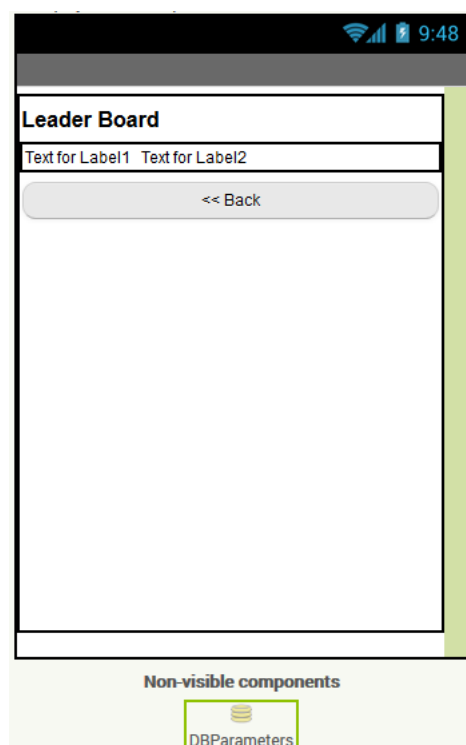 9:48
Leader Board
Text for Label1 Text for Label2
<< Back
Non-visible components
DBParameters